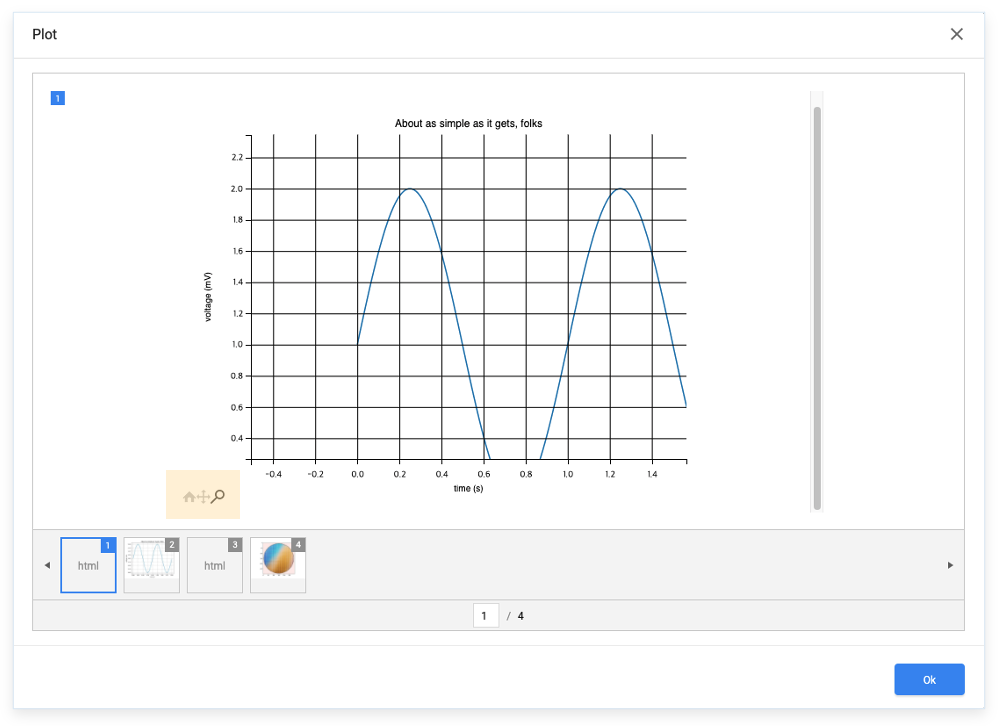 Plot
1
About as simple as it gets, folks
2.2
2.0
1.8
1.6
1.4
1.2
1.0
0.8
0.6
0.4
voltage (mV)
−0.4 −0.2 0.0 0.2 0.4 0.6 0.8 1.0 1.2 1.4
time (s)
html 1
2
html 3
4
1 / 4
Ok